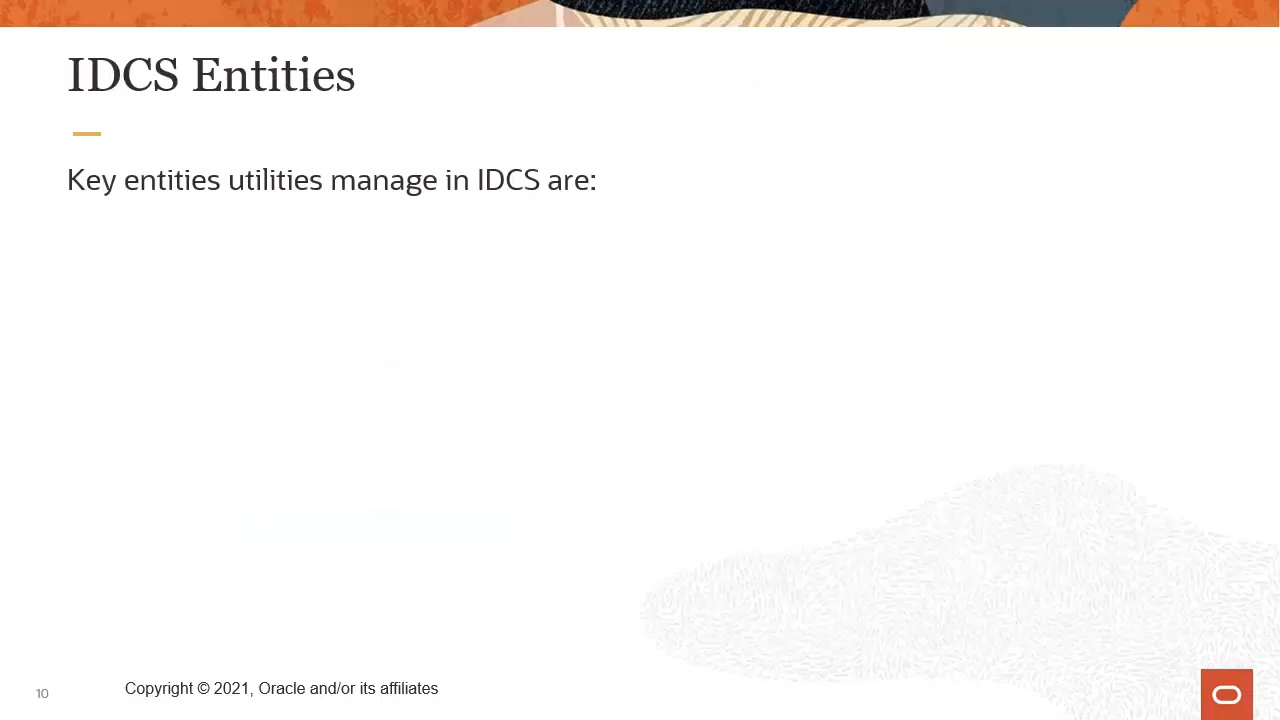 IDCS Entities
Key entities utilities manage in IDCS are:
10
Copyright © 2021, Oracle and/or its affiliates